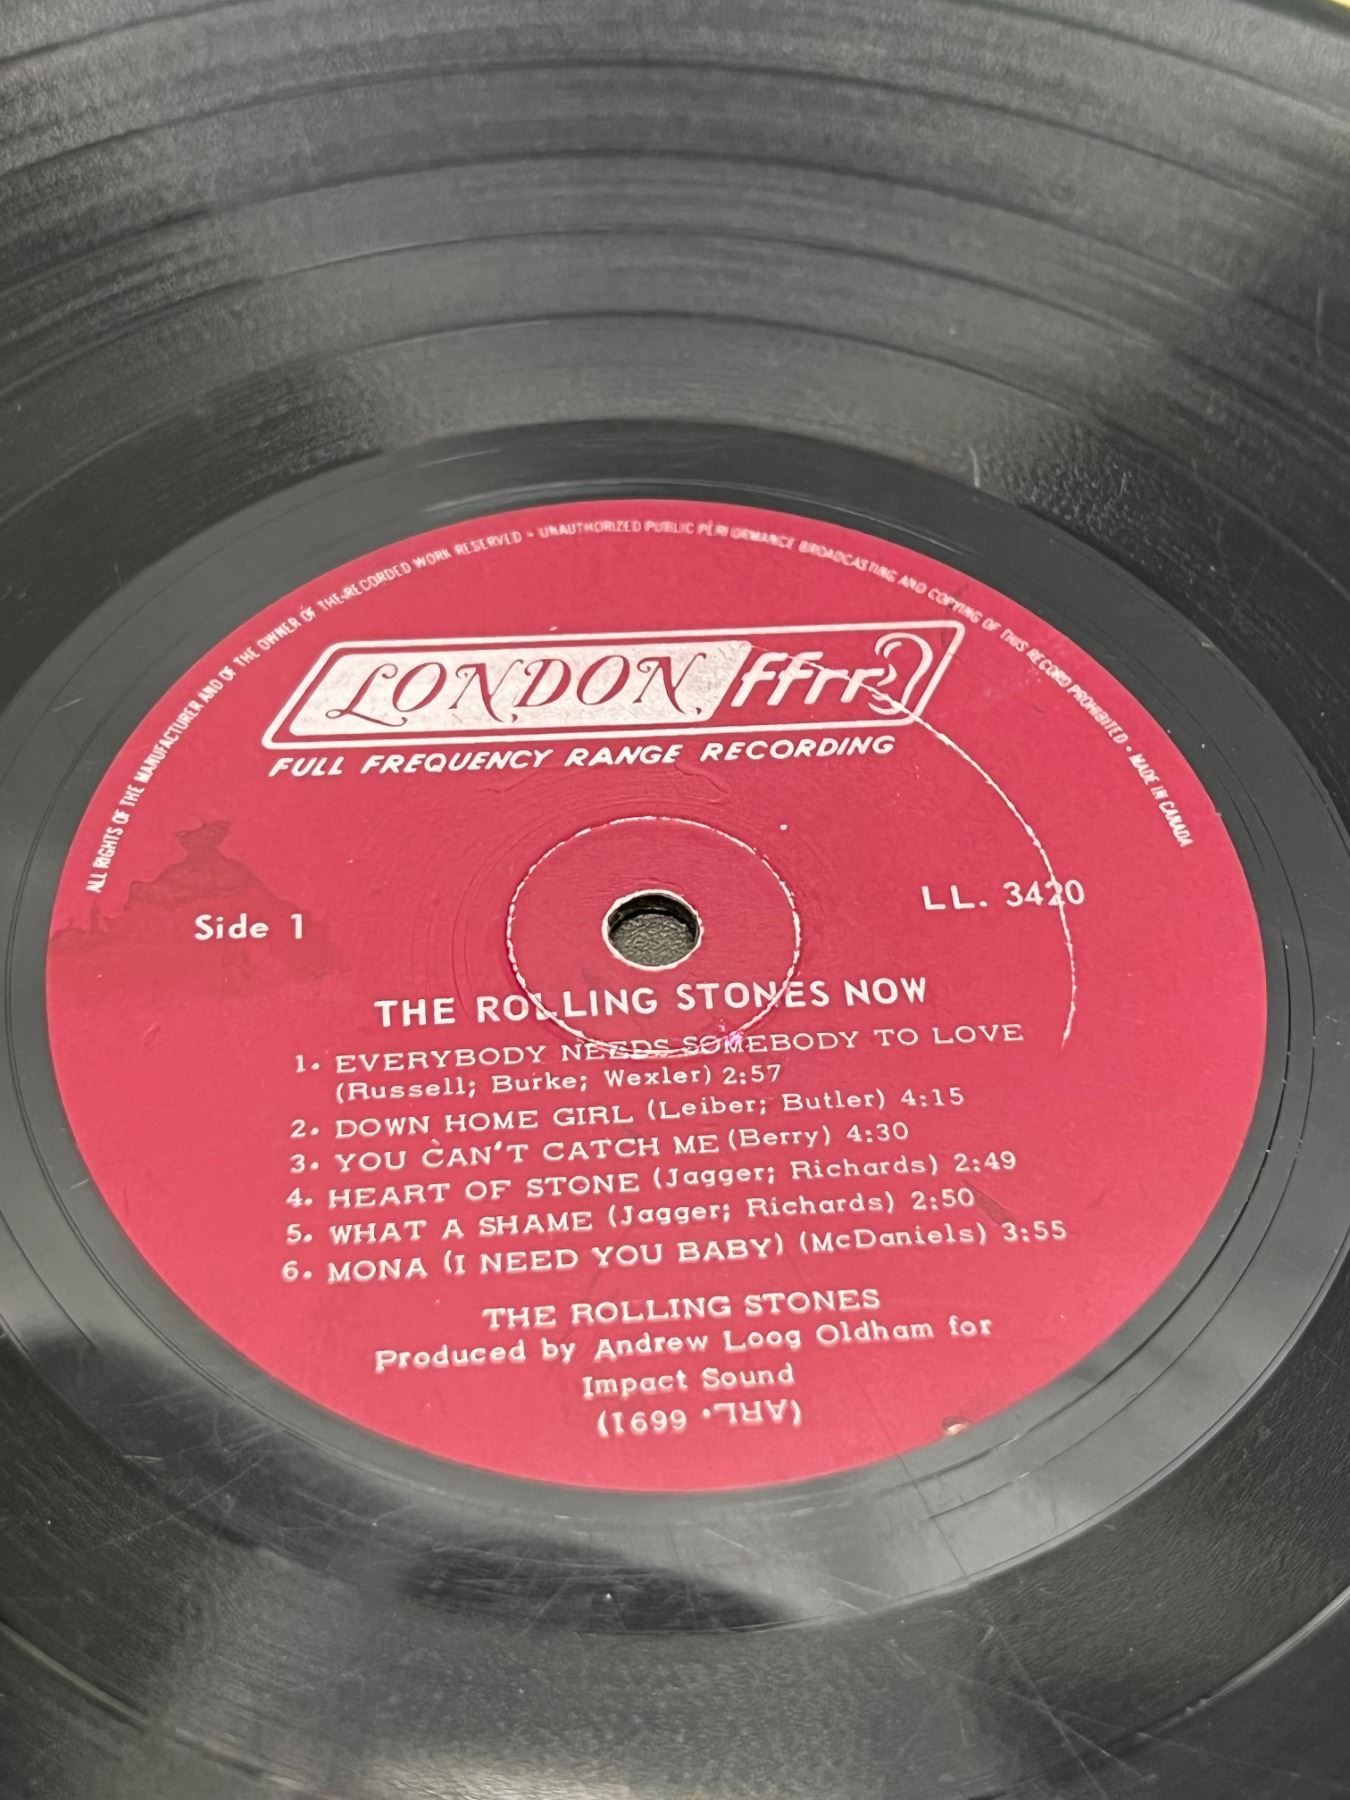 ALL RIGHTS OF THE MANUFACTURER AND OF THE OWNER OF THE RECORDED WORK RESERVED • UNAUTHORIZED PUBLIC PERFORMANCE BROADCASTING AND COPYING OF THIS RECORD PROHIBITED • MADE IN CANADA
LONDON ffrr
FULL FREQUENCY RANGE RECORDING
Side 1
LL. 3420
THE ROLLING STONES NOW
1. EVERYBODY NEEDS SOMEBODY TO LOVE
(Russell; Burke; Wexler) 2:57
2. DOWN HOME GIRL (Leiber; Butler) 4:15
3. YOU CAN'T CATCH ME (Berry) 4:30
4. HEART OF STONE (Jagger; Richards) 2:49
5. WHAT A SHAME (Jagger; Richards) 2:50
6. MONA (I NEED YOU BABY) (McDaniels) 3:55
THE ROLLING STONES
Produced by Andrew Loog Oldham for
Impact Sound
(ARL. 6691)